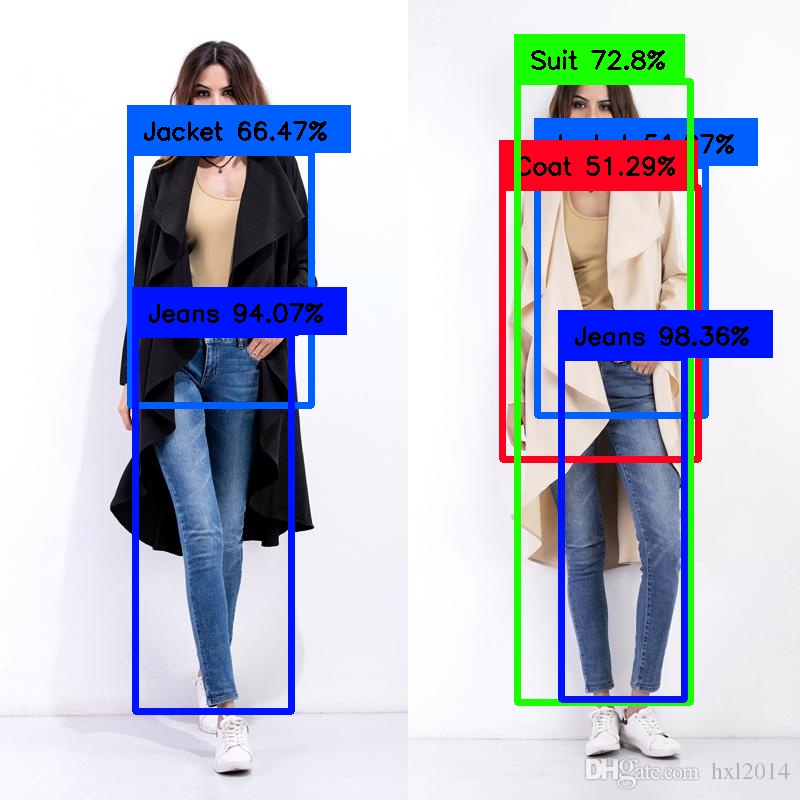 Suit 72.8%
Jacket 66.47%
Coat 51.29%
Jeans 94.07%
Jeans 98.36%
DHgate.com hxl2014